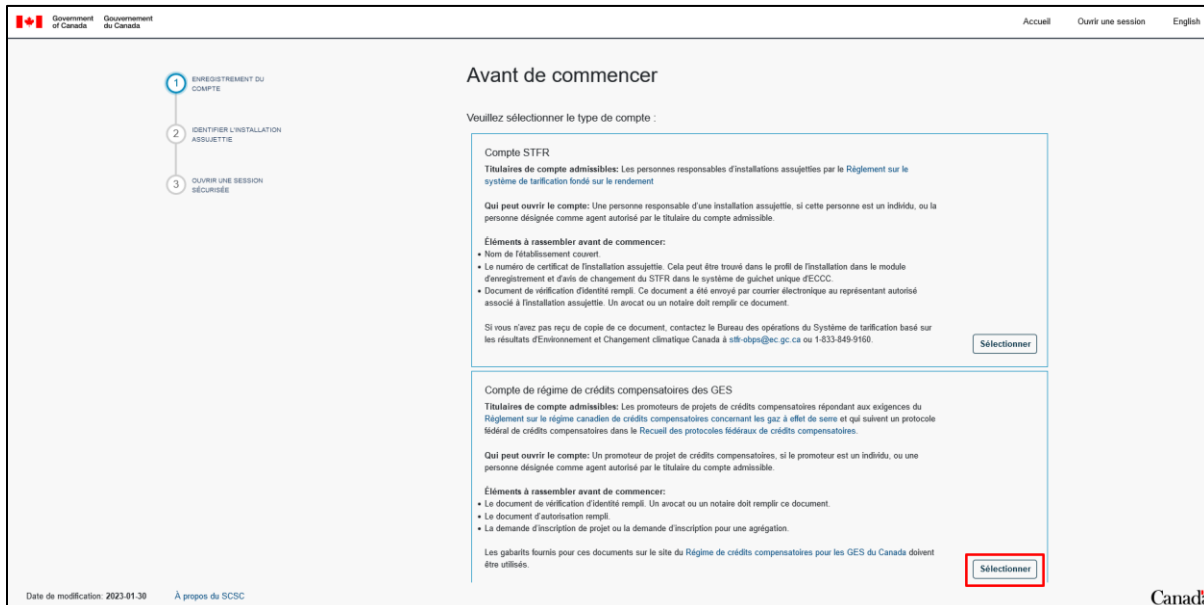 Government of Canada Gouvernement du Canada
Accueil Ouvrir une session English
1 ENREGISTREMENT DU
COMPTE
2 IDENTIFIER L'INSTALLATION
ASSUJETTIE
3 OUVRIR UNE SESSION
SÉCURISÉE
Avant de commencer
Veuillez sélectionner le type de compte :
Compte STFR
Titulaires de compte admissibles: Les personnes responsables d'installations assujetties par le Règlement sur le
système de tarification fondé sur le rendement
Qui peut ouvrir le compte: Une personne responsable d'une installation assujettie, si cette personne est un individu, ou la
personne désignée comme agent autorisé par le titulaire du compte admissible.
Éléments à rassembler avant de commencer:
• Nom de l'établissement couvert.
• Le numéro de certificat de l'installation assujettie. Cela peut être trouvé dans le profil de l'installation dans le module
d'enregistrement et d'avis de changement du STFR dans le système de guichet unique d'ECCC.
• Document de vérification d'identité rempli. Ce document a été envoyé par courrier électronique au représentant autorisé
associé à l'installation assujettie. Un avocat ou un notaire doit remplir ce document.
Si vous n'avez pas reçu de copie de ce document, contactez le Bureau des opérations du Système de tarification basé sur
les résultats d'Environnement et Changement climatique Canada à stfr-obps@ec.gc.ca ou 1-833-849-9160.
Sélectionner
Compte de régime de crédits compensatoires des GES
Titulaires de compte admissibles: Les promoteurs de projets de crédits compensatoires répondant aux exigences du
Règlement sur le régime canadien de crédits compensatoires concernant les gaz à effet de serre et qui suivent un protocole
fédéral de crédits compensatoires dans le Recueil des protocoles fédéraux de crédits compensatoires.
Qui peut ouvrir le compte: Un promoteur de projet de crédits compensatoires, si le promoteur est un individu, ou une
personne désignée comme agent autorisé par le titulaire du compte admissible.
Éléments à rassembler avant de commencer:
• Le document de vérification d'identité rempli. Un avocat ou un notaire doit remplir ce document.
• Le document d'autorisation rempli.
• La demande d'inscription de projet ou la demande d'inscription pour une agrégation.
Les gabarits fournis pour ces documents sur le site du Régime de crédits compensatoires pour les GES du Canada doivent
être utilisés.
Sélectionner
Date de modification: 2023-01-30 À propos du SCSC
Canada